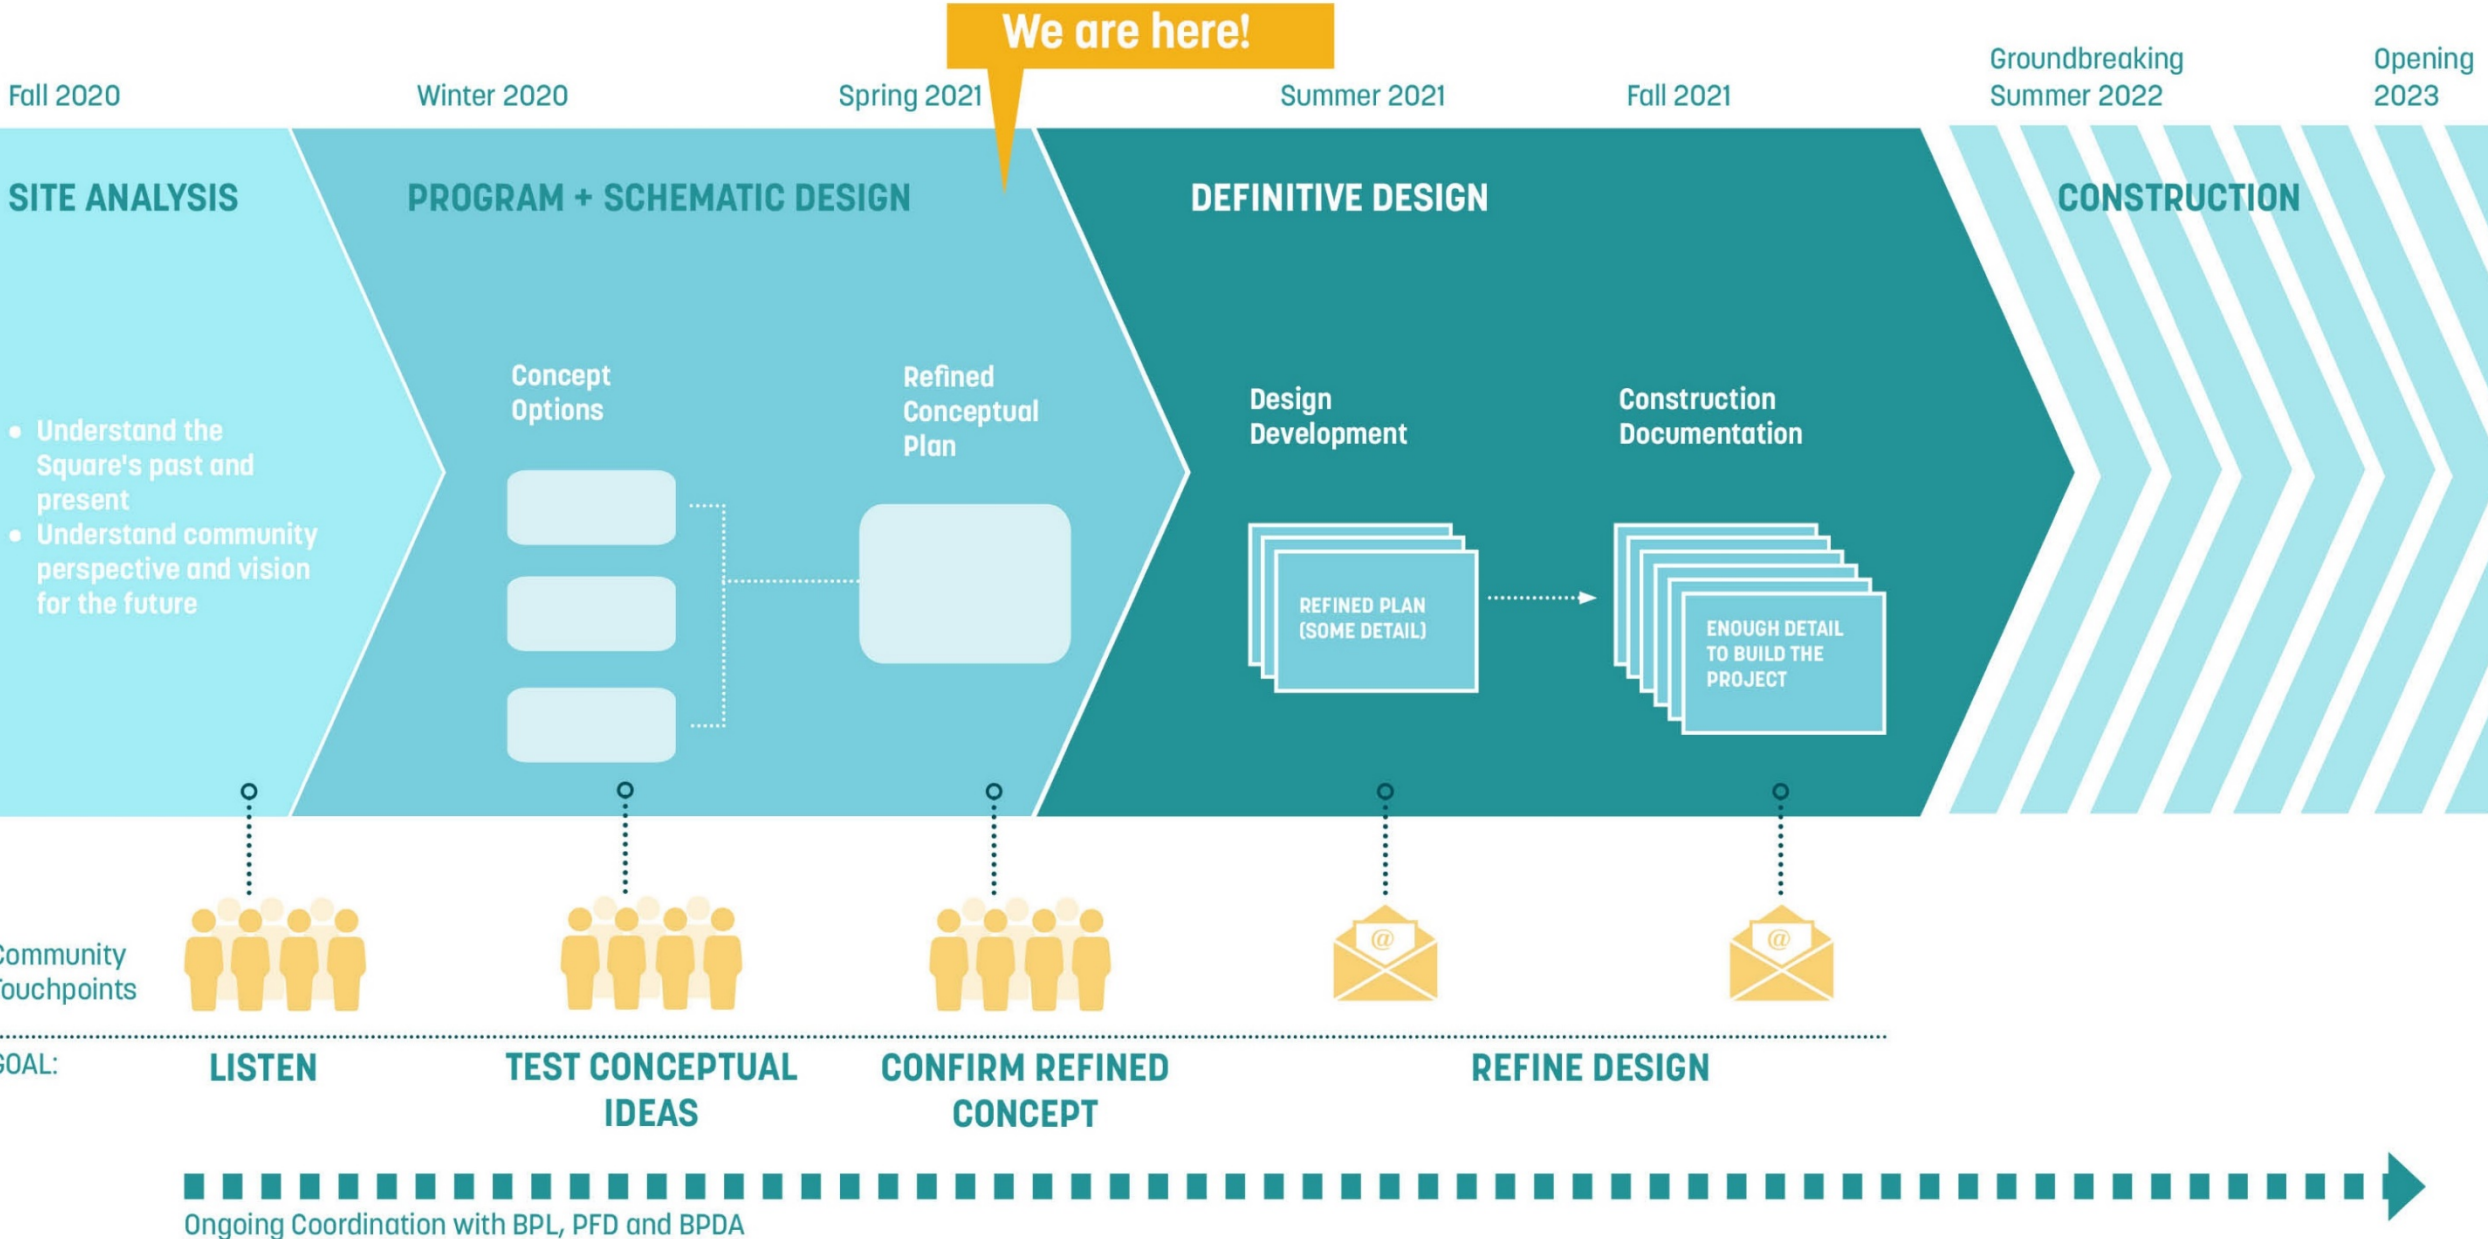 We are here!
Fall 2020
Winter 2020
Spring 2021
Summer 2021
Fall 2021
Groundbreaking
Summer 2022
Opening
2023
SITE ANALYSIS
PROGRAM + SCHEMATIC DESIGN
DEFINITIVE DESIGN
CONSTRUCTION
• Understand the
Square's past and
present
• Understand community
perspective and vision
for the future
Concept
Options
Refined
Conceptual
Plan
Design
Development
REFINED PLAN
(SOME DETAIL)
Construction
Documentation
ENOUGH DETAIL
TO BUILD THE
PROJECT
Community
Touchpoints
@
@
GOAL:
LISTEN
TEST CONCEPTUAL
IDEAS
CONFIRM REFINED
CONCEPT
REFINE DESIGN
Ongoing Coordination with BPL, PFD and BPDA